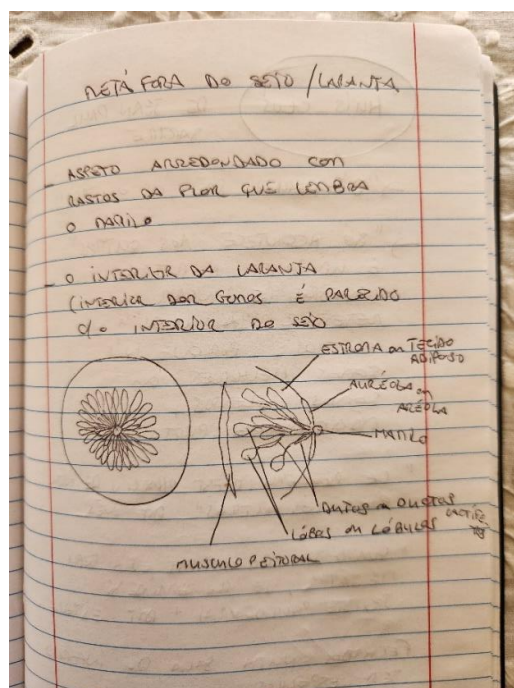 METÁFORA DO SEIO / LARANJA
- ASPETO ARREDONDADO COM
RASTOS DA FLOR QUE LEMBRA
O MAMILO
- O INTERIOR DA LARANJA
(INTERIOR DOS GOMOS É PARECIDO
O INTERIOR DO SEIO
ESTROMA ou TECIDO
ADIPOSO
AURÉOLA ou
ARÉOLA
MAMILO
DUTOS ou DUCTOS
LOBOS ou LÓBULOS
MUSCULO PEITORAL